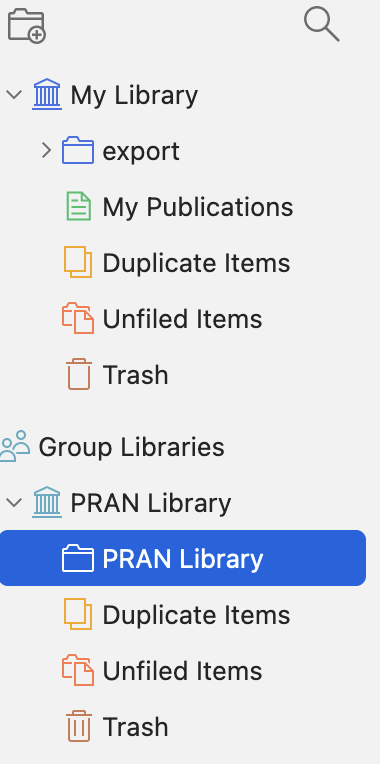 My Library
export
My Publications
Duplicate Items
Unfiled Items
Trash
Group Libraries
PRAN Library
PRAN Library
Duplicate Items
Unfiled Items
Trash